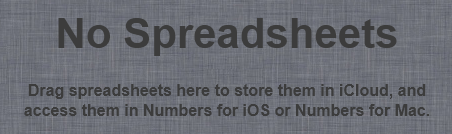 No Spreadsheets
Drag spreadsheets here to store them in iCloud, and
access them in Numbers for iOS or Numbers for Mac.